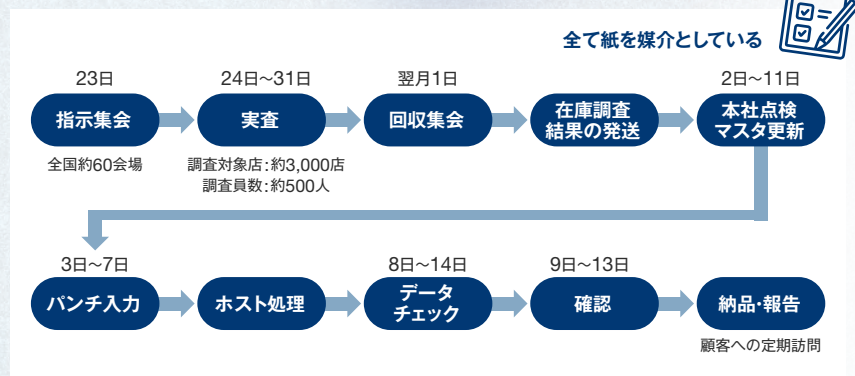 全て紙を媒介としている
23日
24日〜31日
翌月1日
2日〜11日
指示集会
実査
回収集会
在庫調査
結果の発送
本社点検
マスタ更新
全国約60会場
調査対象店：約3,000店
調査員数：約500人
3日〜7日
8日〜14日
9日〜13日
パンチ入力
ホスト処理
データ
チェック
確認
納品・報告
顧客への定期訪問